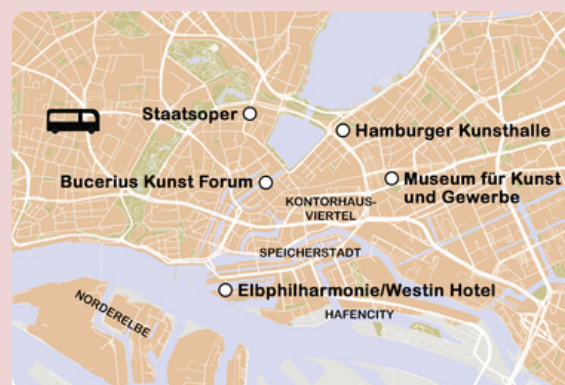 Staatsoper
Hamburger Kunsthalle
Bucerius Kunst Forum
Museum für Kunst
und Gewerbe
KONTORHAUS-
VIERTEL
SPEICHERSTADT
Elbphilharmonie/Westin Hotel
NORDERELBE
HAFENCITY